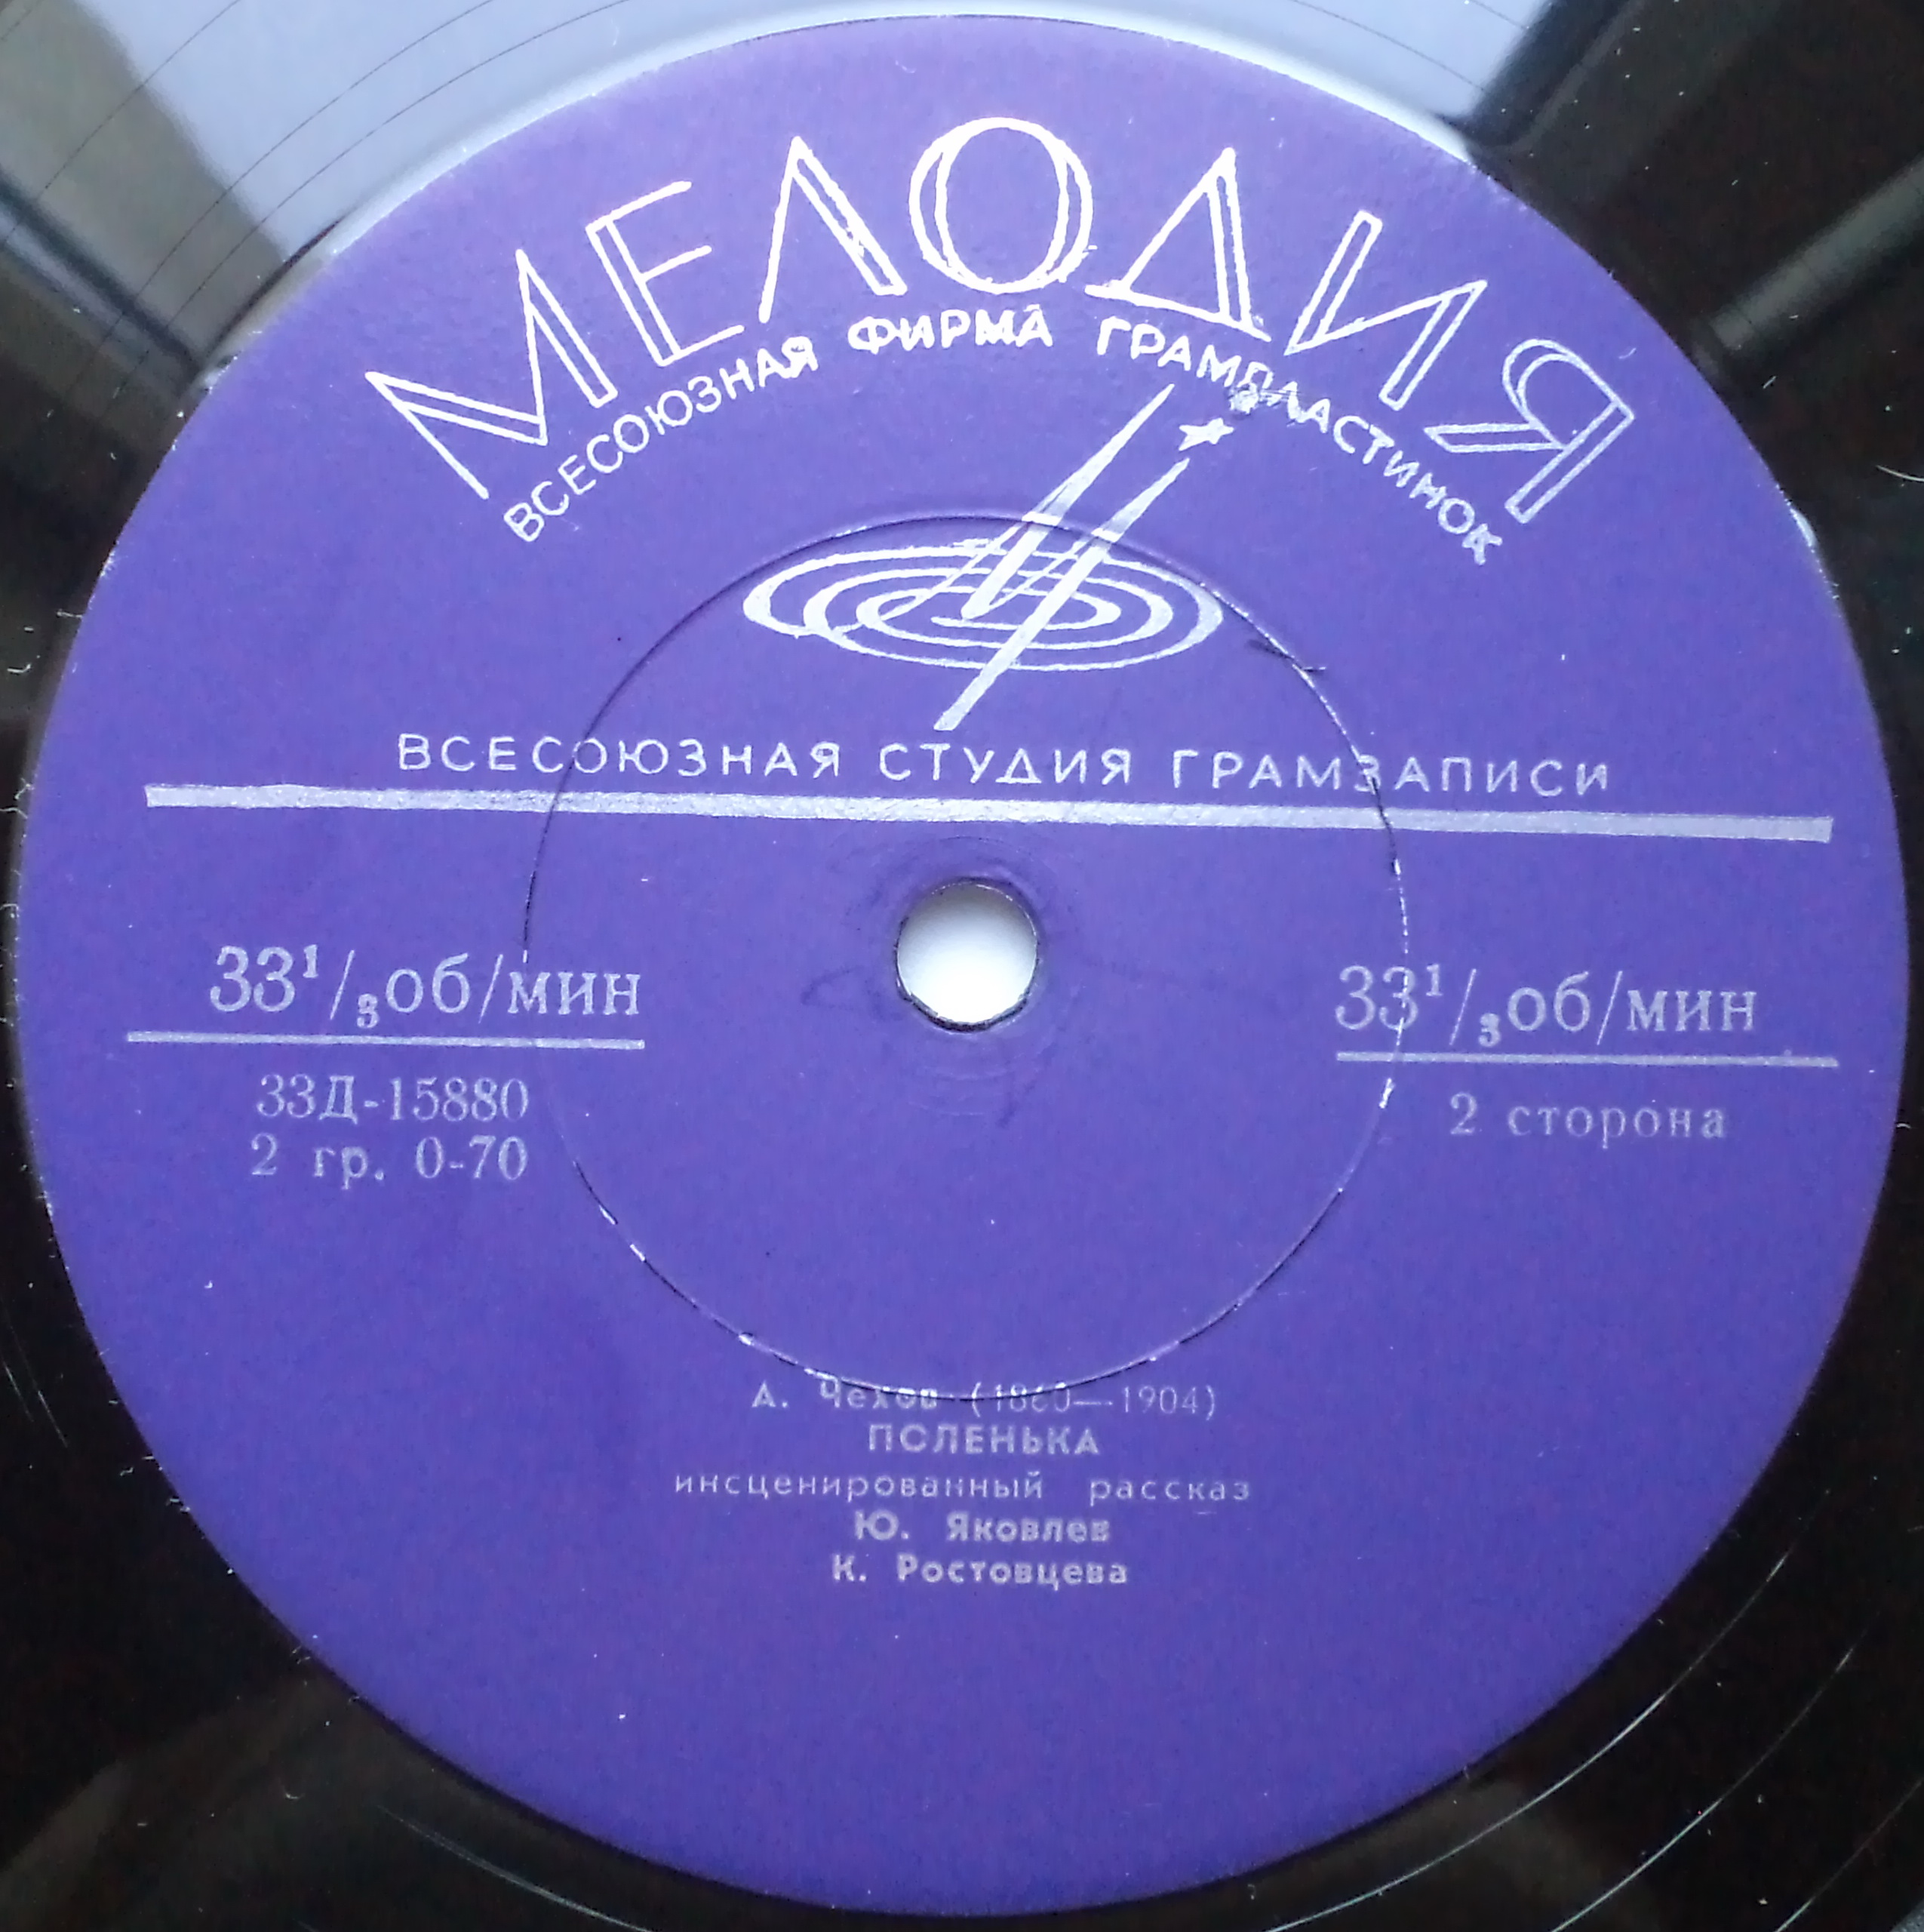 МЕЛОДИЯ
ВСЕСОЮЗНАЯ ФИРМА ГРАМПЛАСТИНОК
ВСЕСОЮЗНАЯ СТУДИЯ ГРАМЗАПИСИ
33¹/₃об/мин
33¹/₃об/мин
33Д-15880
2 гр. 0-70
2 сторона
А. Чехов (1860—1904)
ПОЛЕНЬКА
инсценированный рассказ
Ю. Яковлев
К. Ростовцева